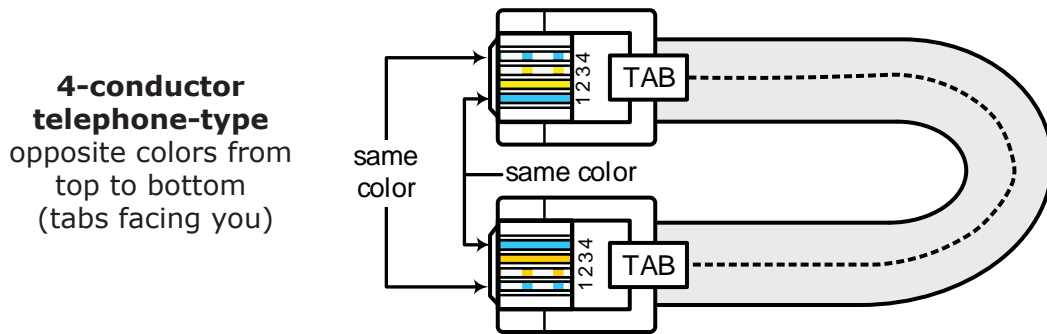 4-conductor
telephone-type
opposite colors from
top to bottom
(tabs facing you)
same
color
same color
1234
TAB
1234
TAB